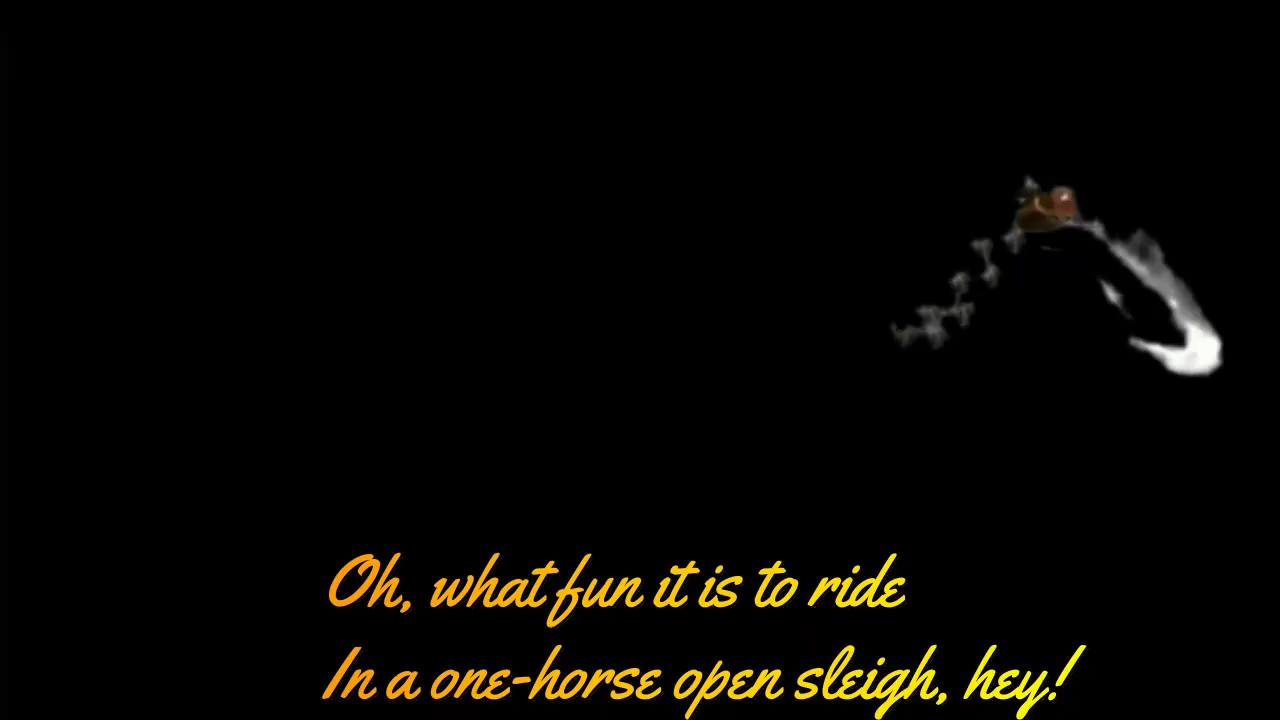 Oh, what fun it is to ride
In a one-horse open sleigh, hey!